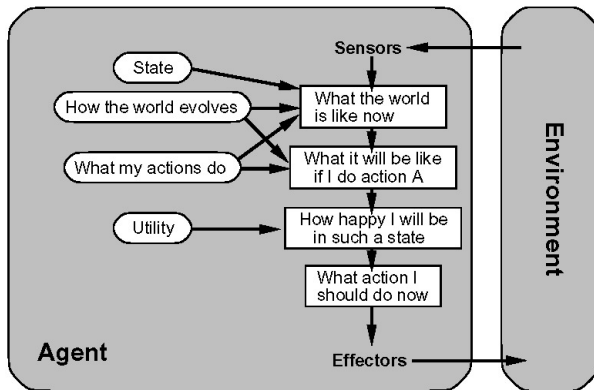 Sensors
State
How the world evolves
What the world
is like now
What my actions do
What it will be like
if I do action A
Utility
How happy I will be
in such a state
What action I
should do now
Agent
Effectors
Environment